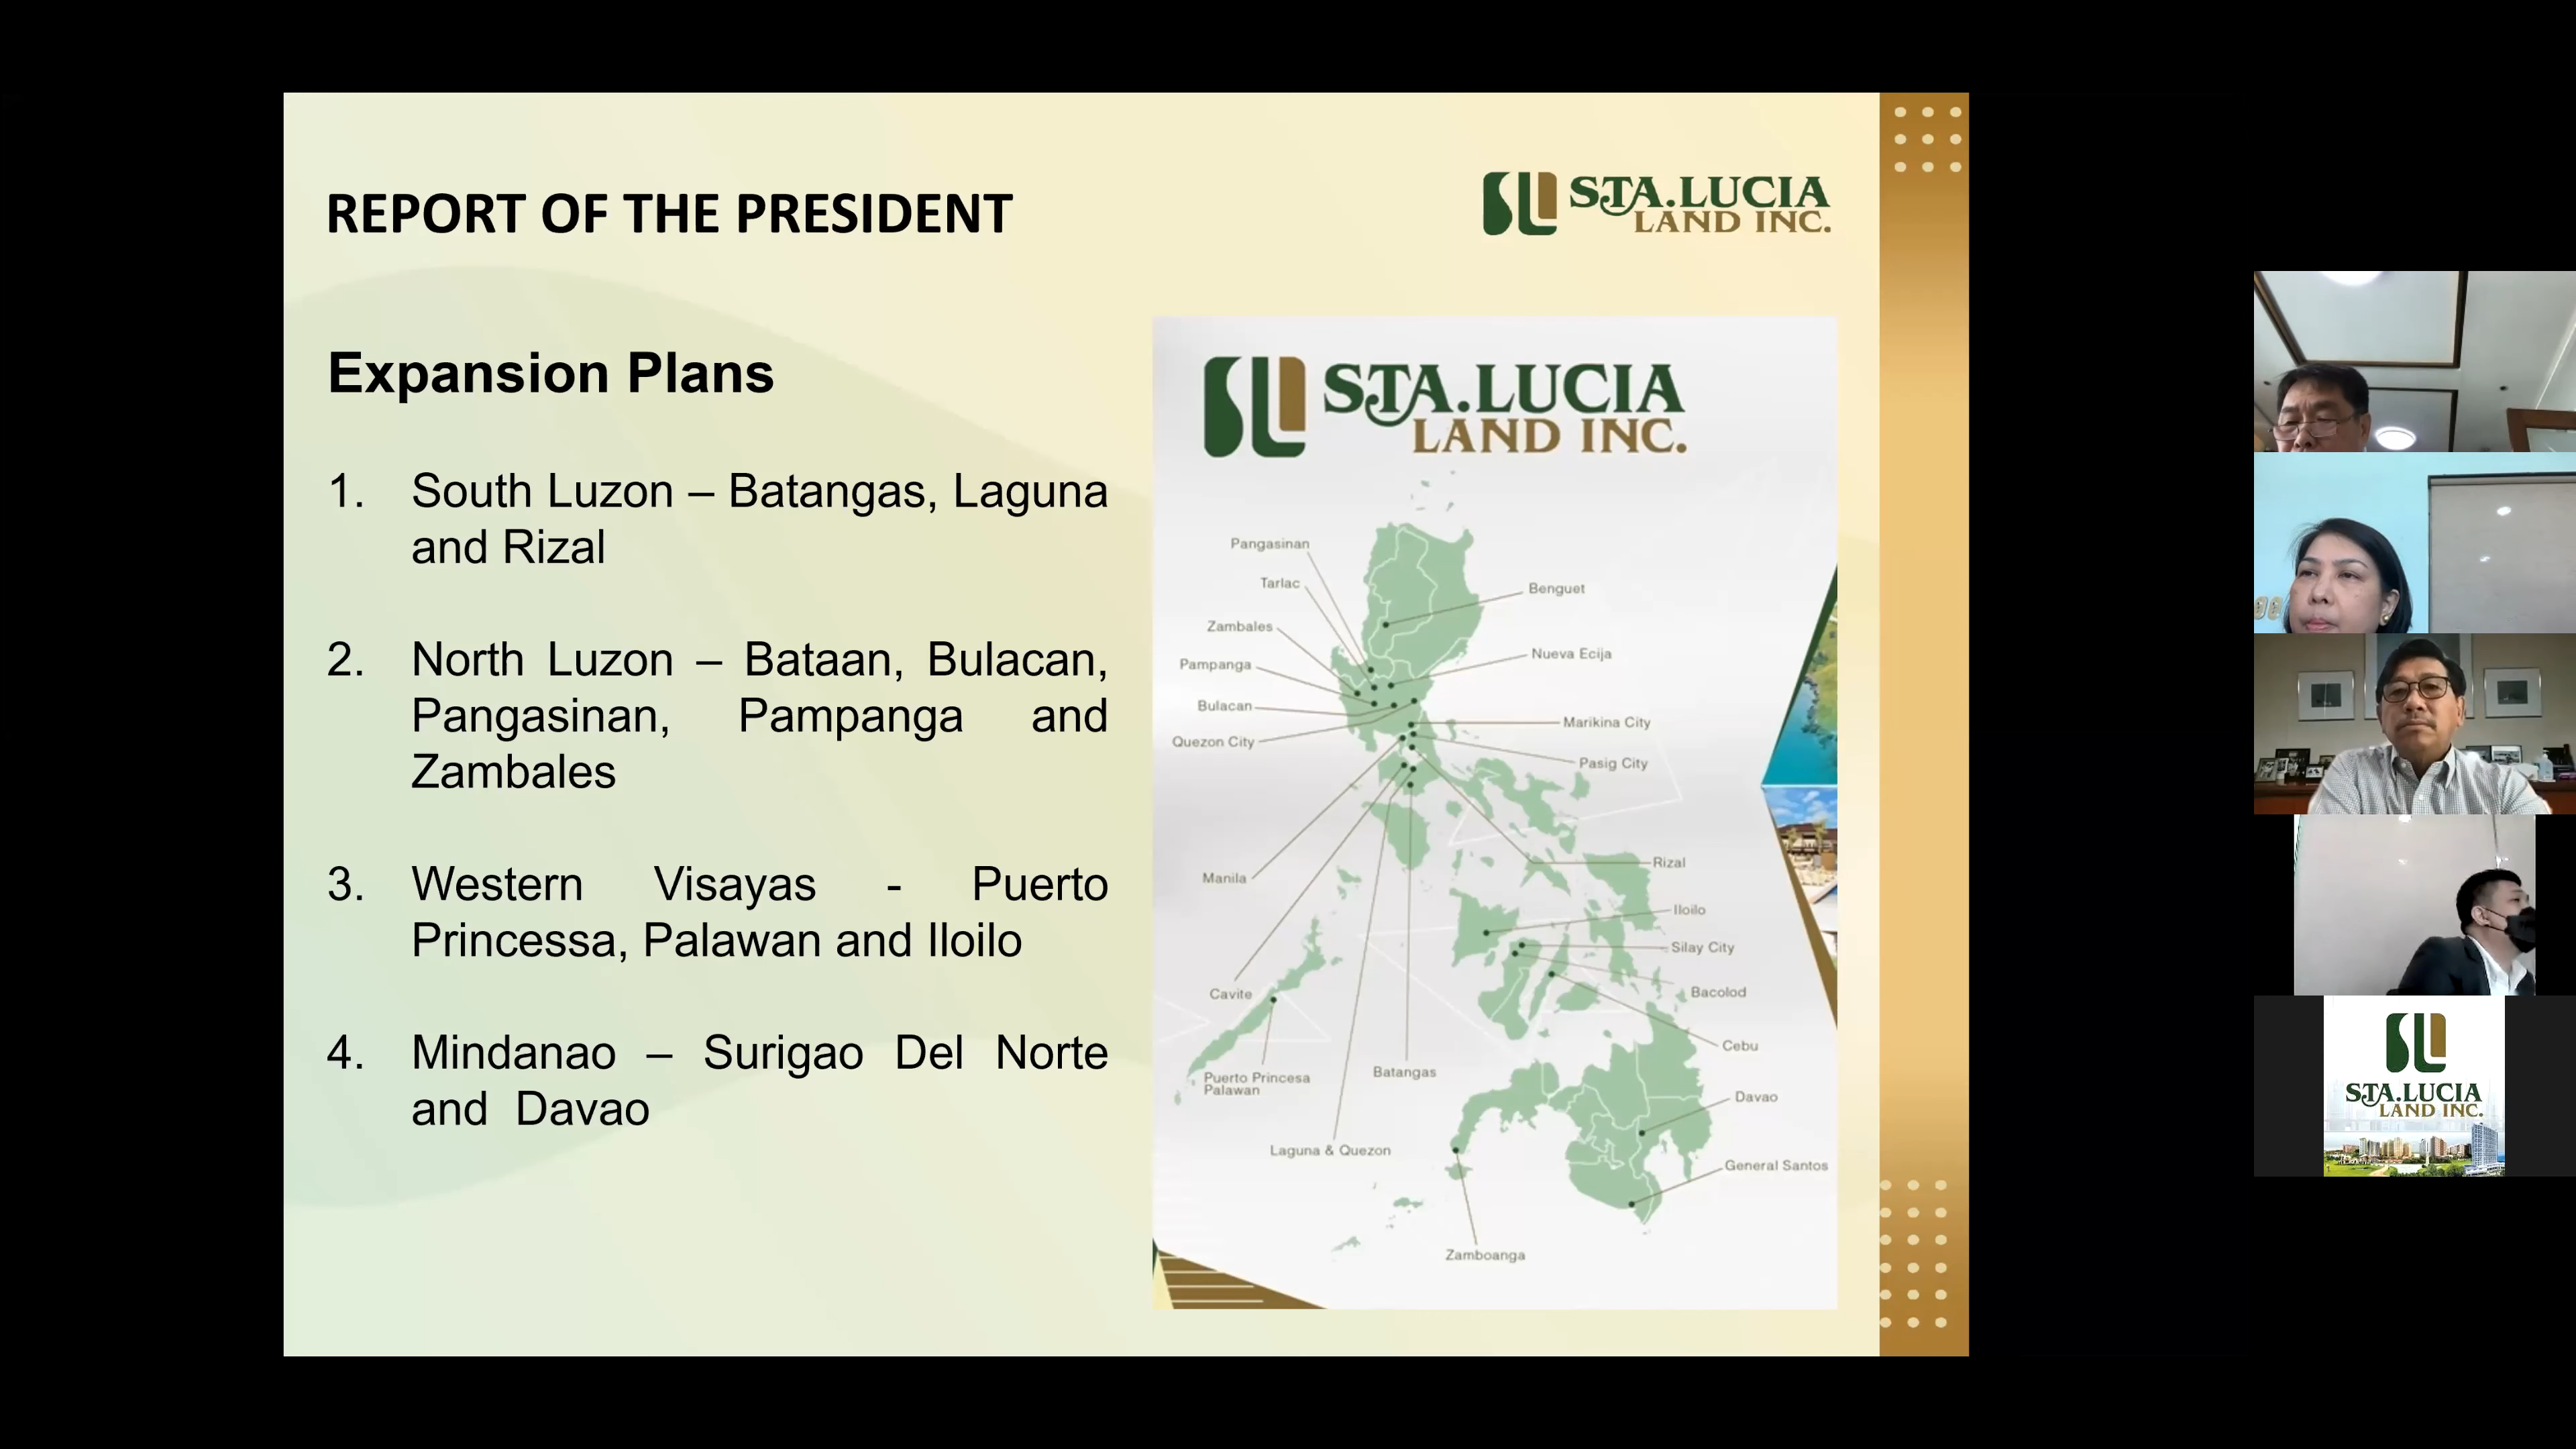 REPORT OF THE PRESIDENT
STA.LUCIA
LAND INC.
Expansion Plans
1. South Luzon – Batangas, Laguna
and Rizal
2. North Luzon – Bataan, Bulacan,
Pangasinan, Pampanga and
Zambales
3. Western Visayas - Puerto
Princessa, Palawan and Iloilo
4. Mindanao – Surigao Del Norte
and Davao
STA.LUCIA
LAND INC.
Pangasinan
Tarlac
Benguet
Zambales
Nueva Ecija
Pampanga
Bulacan
Marikina City
Quezon City
Pasig City
Rizal
Manila
Iloilo
Silay City
Cavite
Bacolod
Cebu
Batangas
Puerto Princesa
Palawan
Davao
Laguna & Quezon
General Santos
Zamboanga
STA.LUCIA
LAND INC.